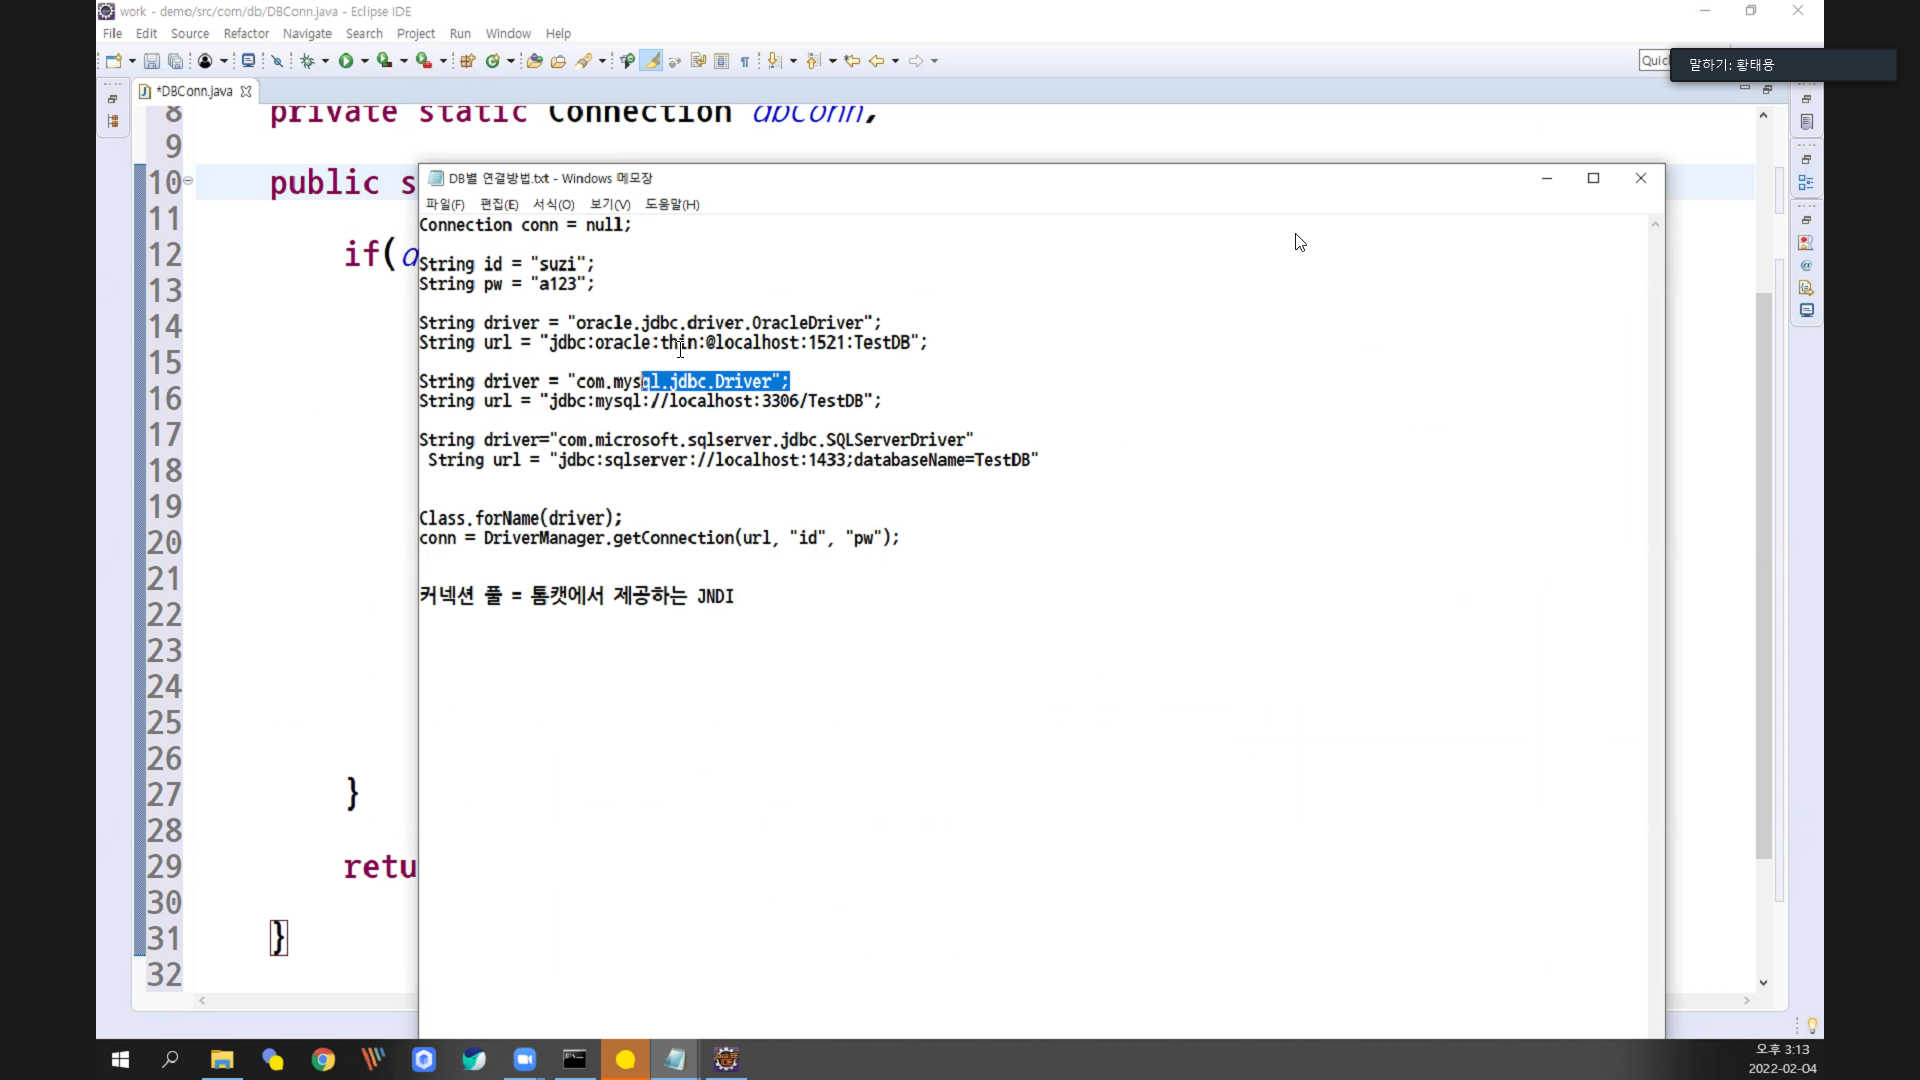 work - demo/src/com/db/DBConn.java - Eclipse IDE
File Edit Source Refactor Navigate Search Project Run Window Help
말하기: 황태용
*DBConn.java
8 private static Connection dbConn;
9
10 public s
11
12 if(d
13
14
15
16
17
18
19
20
21
22
23
24
25
26
27 }
28
29 retu
30
31 }
32
DB별 연결방법.txt - Windows 메모장
파일(F) 편집(E) 서식(O) 보기(V) 도움말(H)
Connection conn = null;
String id = "suzi";
String pw = "a123";
String driver = "oracle.jdbc.driver.OracleDriver";
String url = "jdbc:oracle:thin:@localhost:1521:TestDB";
String driver = "com.mysql.jdbc.Driver";
String url = "jdbc:mysql://localhost:3306/TestDB";
String driver="com.microsoft.sqlserver.jdbc.SQLServerDriver"
String url = "jdbc:sqlserver://localhost:1433;databaseName=TestDB"
Class.forName(driver);
conn = DriverManager.getConnection(url, "id", "pw");
커넥션 풀 = 톰캣에서 제공하는 JNDI
오후 3:13
2022-02-04